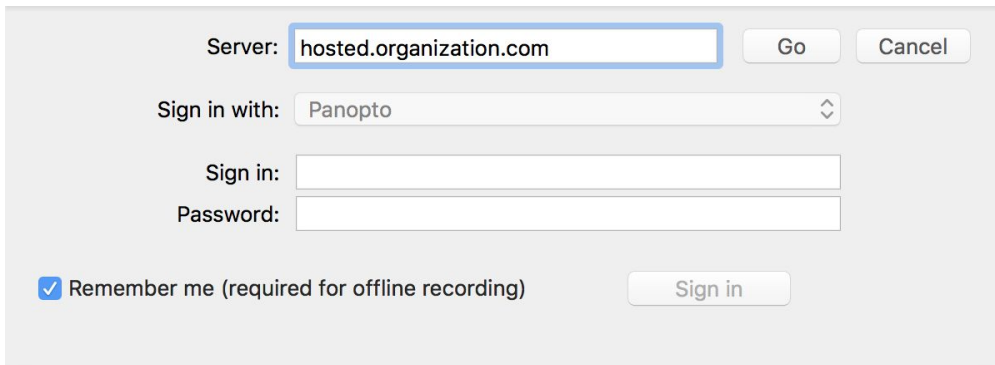 Server: hosted.organization.com Go Cancel
Sign in with: Panopto
Sign in:
Password:
Remember me (required for offline recording) Sign in